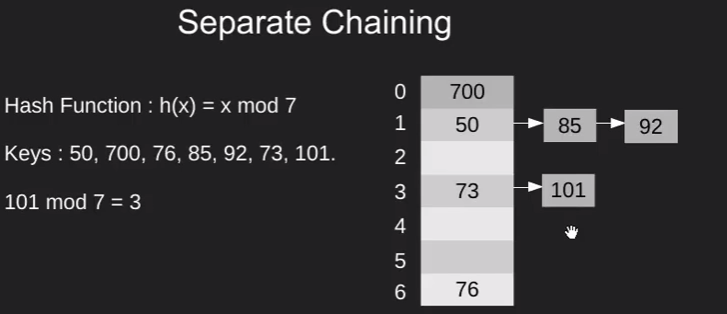 Separate Chaining
Hash Function : h(x) = x mod 7
Keys : 50, 700, 76, 85, 92, 73, 101.
101 mod 7 = 3
0 700
1 50 85 92
2
3 73 101
4
5
6 76